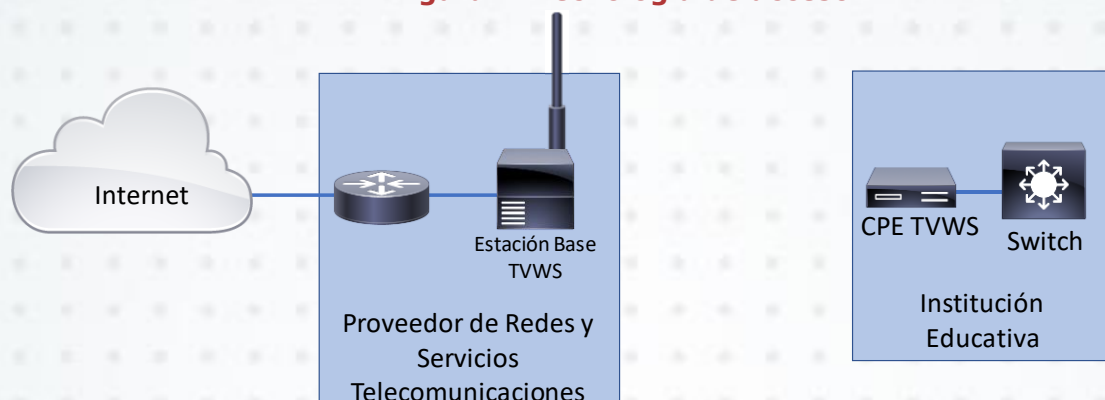 Internet
Estación Base
TVWS
Proveedor de Redes y
Servicios
Telecomunicaciones
CPE TVWS
Switch
Institución
Educativa